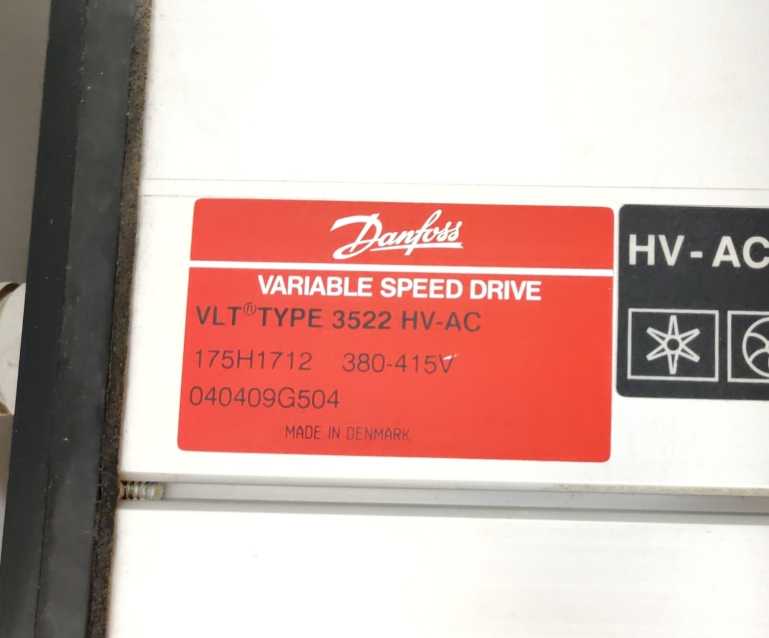 Danfoss
VARIABLE SPEED DRIVE
VLT® TYPE 3522 HV-AC
175H1712 380-415V
040409G504
MADE IN DENMARK
HV-AC